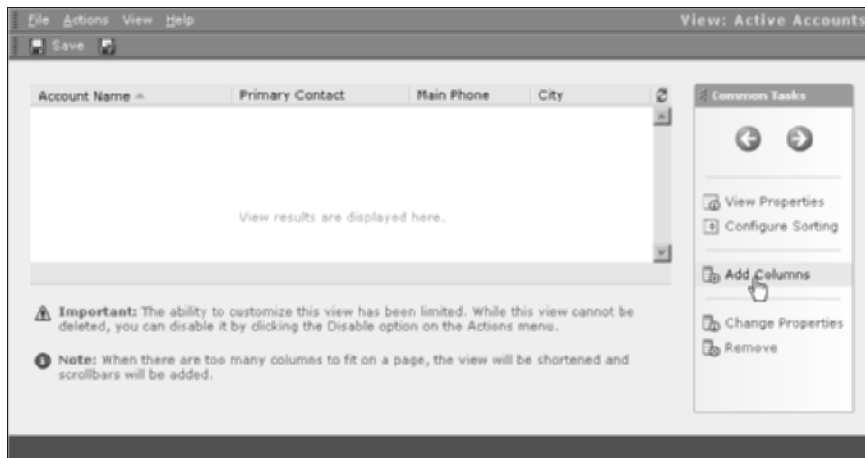 File Actions View Help
View: Active Accounts
Save
Account Name Primary Contact Main Phone City
View results are displayed here.
Important: The ability to customize this view has been limited. While this view cannot be
deleted, you can disable it by clicking the Disable option on the Actions menu.
Note: When there are too many columns to fit on a page, the view will be shortened and
scrollbars will be added.
Common Tasks
View Properties
Configure Sorting
Add Columns
Change Properties
Remove